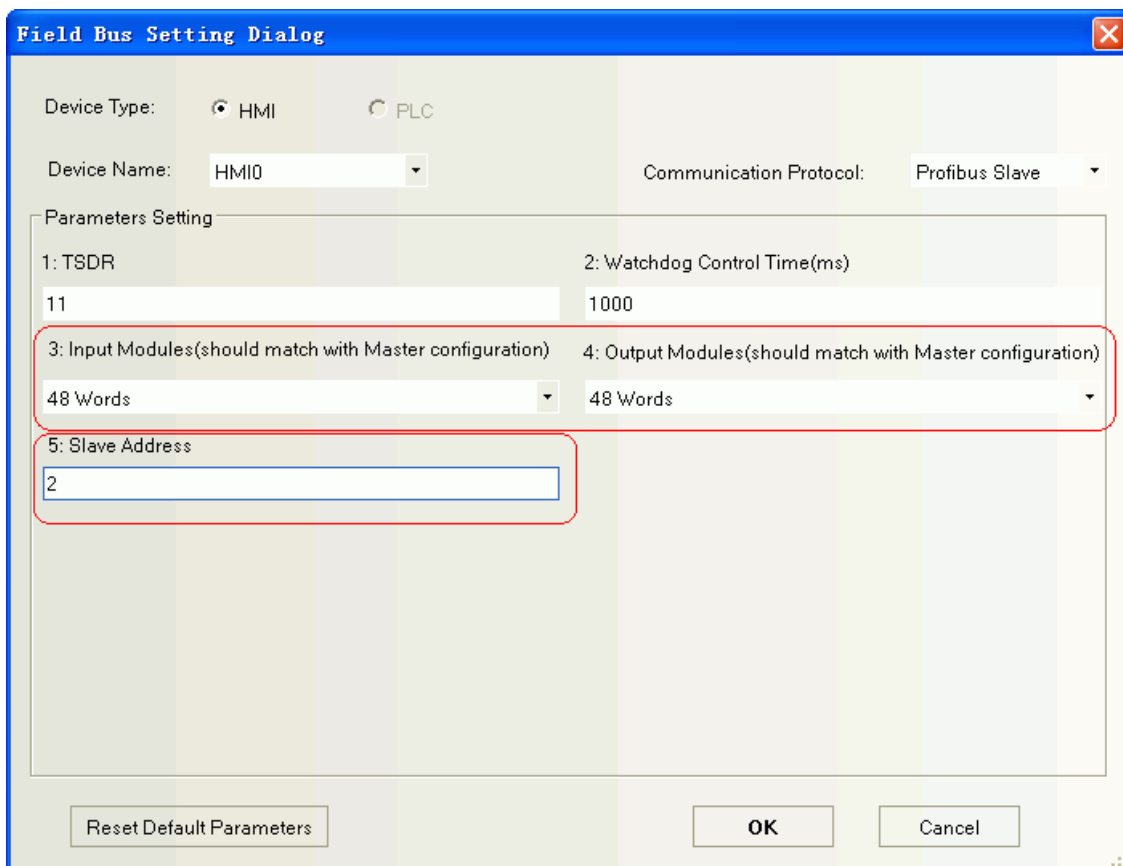 Field Bus Setting Dialog
Device Type: HMI PLC
Device Name: HMI0 Communication Protocol: Profibus Slave
Parameters Setting
1: TSDR 2: Watchdog Control Time(ms)
11 1000
3: Input Modules(should match with Master configuration) 4: Output Modules(should match with Master configuration)
48 Words 48 Words
5: Slave Address
2
Reset Default Parameters OK Cancel